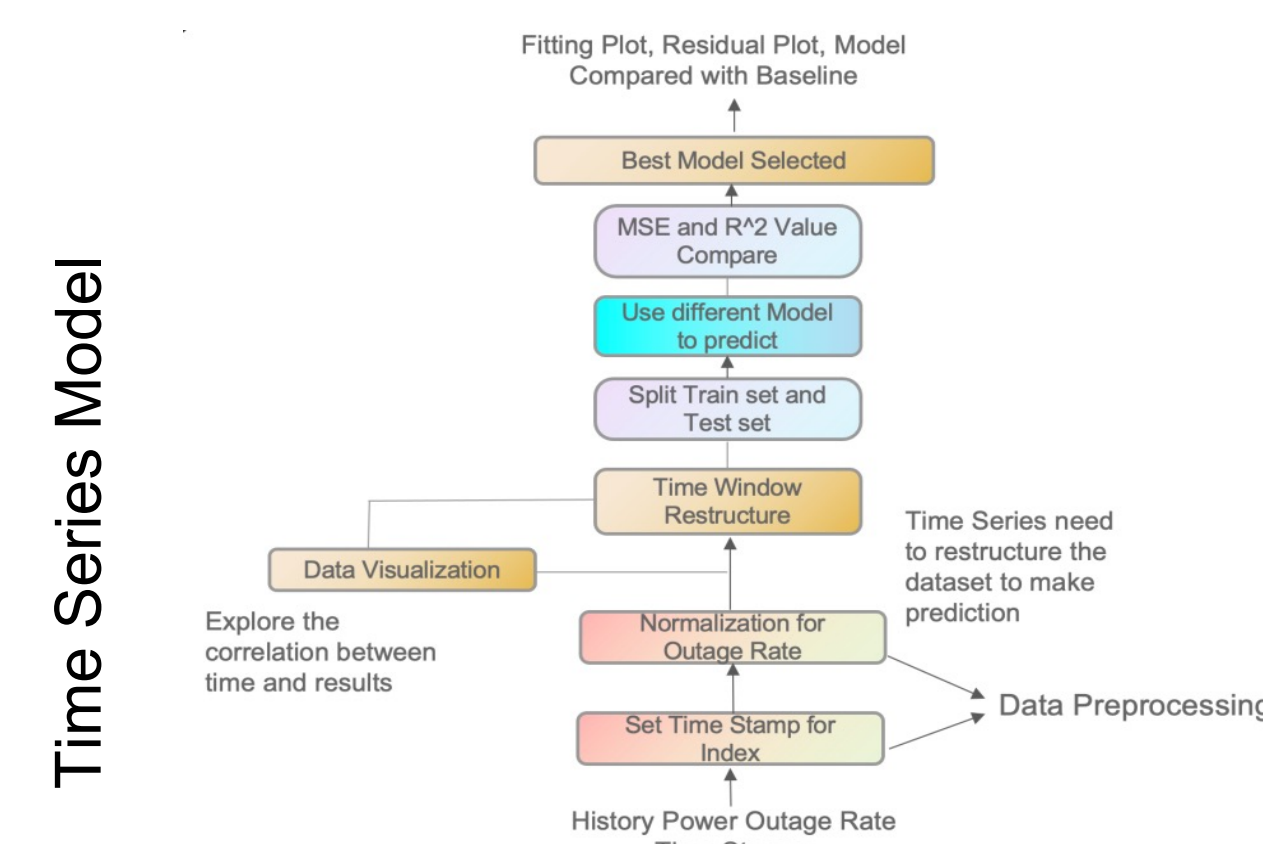 Time Series Model
Fitting Plot, Residual Plot, Model
Compared with Baseline
Best Model Selected
MSE and R^2 Value
Compare
Use different Model
to predict
Split Train set and
Test set
Time Window
Restructure
Time Series need
to restructure the
dataset to make
prediction
Data Visualization
Explore the
correlation between
time and results
Normalization for
Outage Rate
Data Preprocessing
Set Time Stamp for
Index
History Power Outage Rate